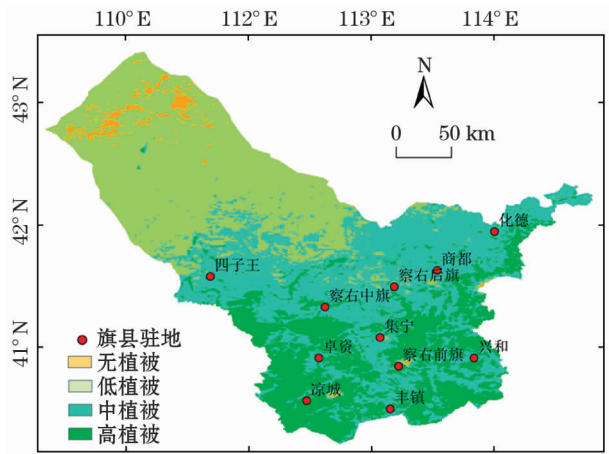 110°E 112°E 113°E 114°E
43°N
42°N
41°N
N
0 50 km
化德
商都
四子王
察右后旗
察右中旗
集宁
卓资
察右前旗
兴和
凉城
丰镇
旗县驻地
无植被
低植被
中植被
高植被